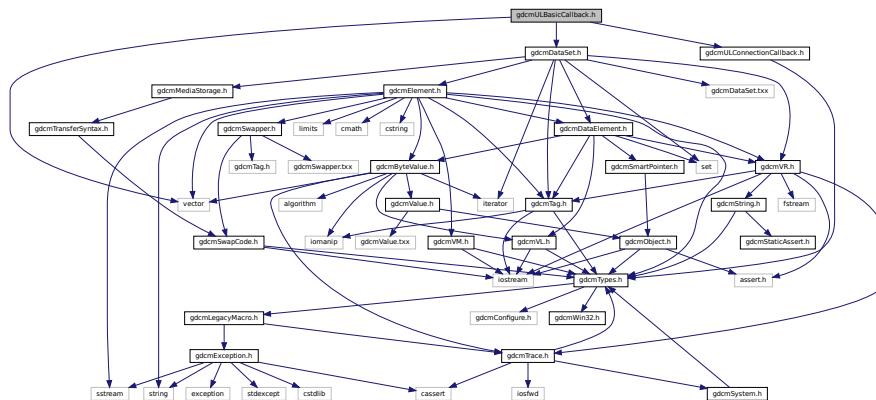 gdcmULBasicCallback.h
gdcmDataSet.h
gdcmULConnectionCallback.h
gdcmMediaStorage.h
gdcmElement.h
gdcmDataSet.txx
gdcmTransferSyntax.h
gdcmSwapper.h
limits
cmath
cstring
gdcmDataElement.h
gdcmTag.h
gdcmSwapper.txx
gdcmByteValue.h
gdcmSmartPointer.h
set
gdcmVR.h
vector
algorithm
gdcmValue.h
iterator
gdcmTag.h
gdcmString.h
fstream
gdcmSwapCode.h
iomanip
gdcmValue.txx
gdcmVM.h
gdcmVL.h
gdcmObject.h
gdcmStaticAssert.h
iostream
gdcmTypes.h
assert.h
gdcmLegacyMacro.h
gdcmConfigure.h
gdcmWin32.h
gdcmException.h
gdcmTrace.h
sstream
string
exception
stdexcept
cstdlib
cassert
iosfwd
gdcmSystem.h